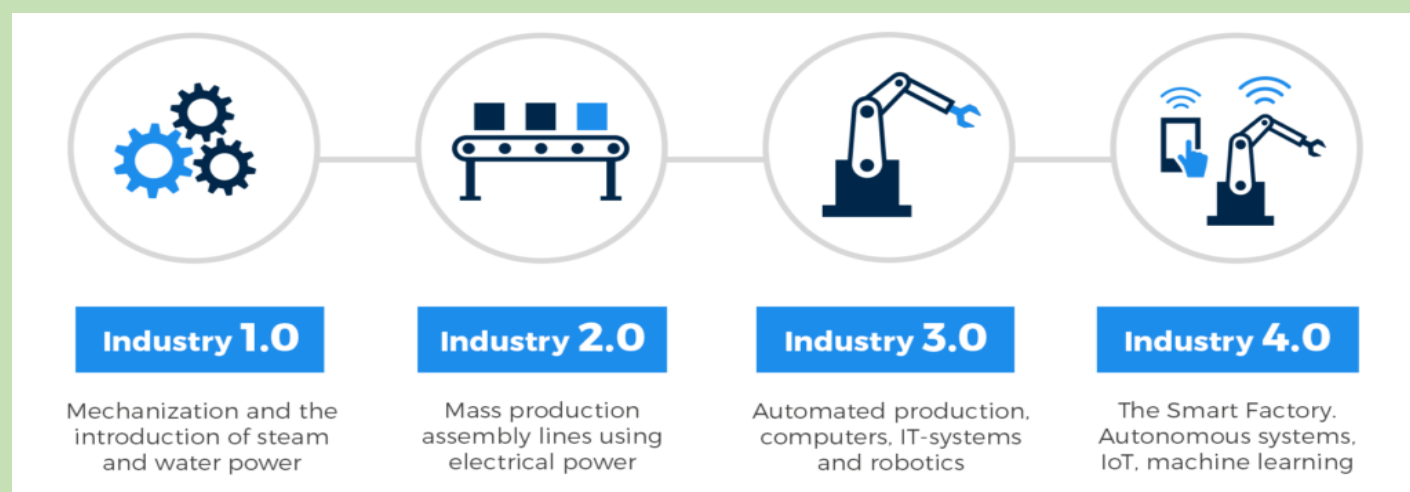 Industry 1.0
Mechanization and the
introduction of steam
and water power
Industry 2.0
Mass production
assembly lines using
electrical power
Industry 3.0
Automated production,
computers, IT-systems
and robotics
Industry 4.0
The Smart Factory.
Autonomous systems,
IoT, machine learning